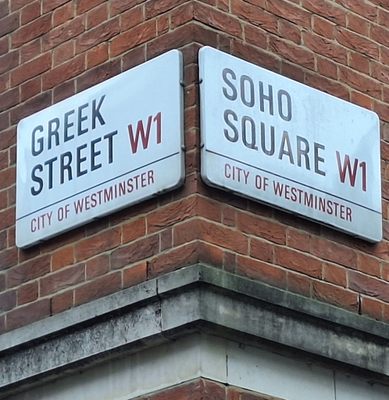 GREEK
STREET W1
CITY OF WESTMINSTER
SOHO
SQUARE W1
CITY OF WESTMINSTER